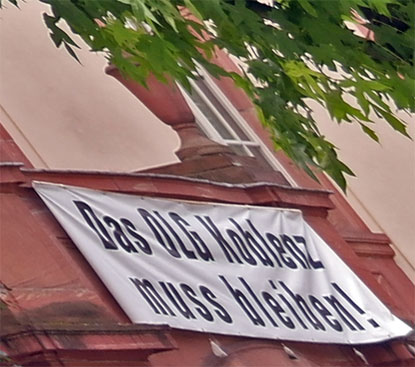 Das OLG Koblenz
muss bleiben!